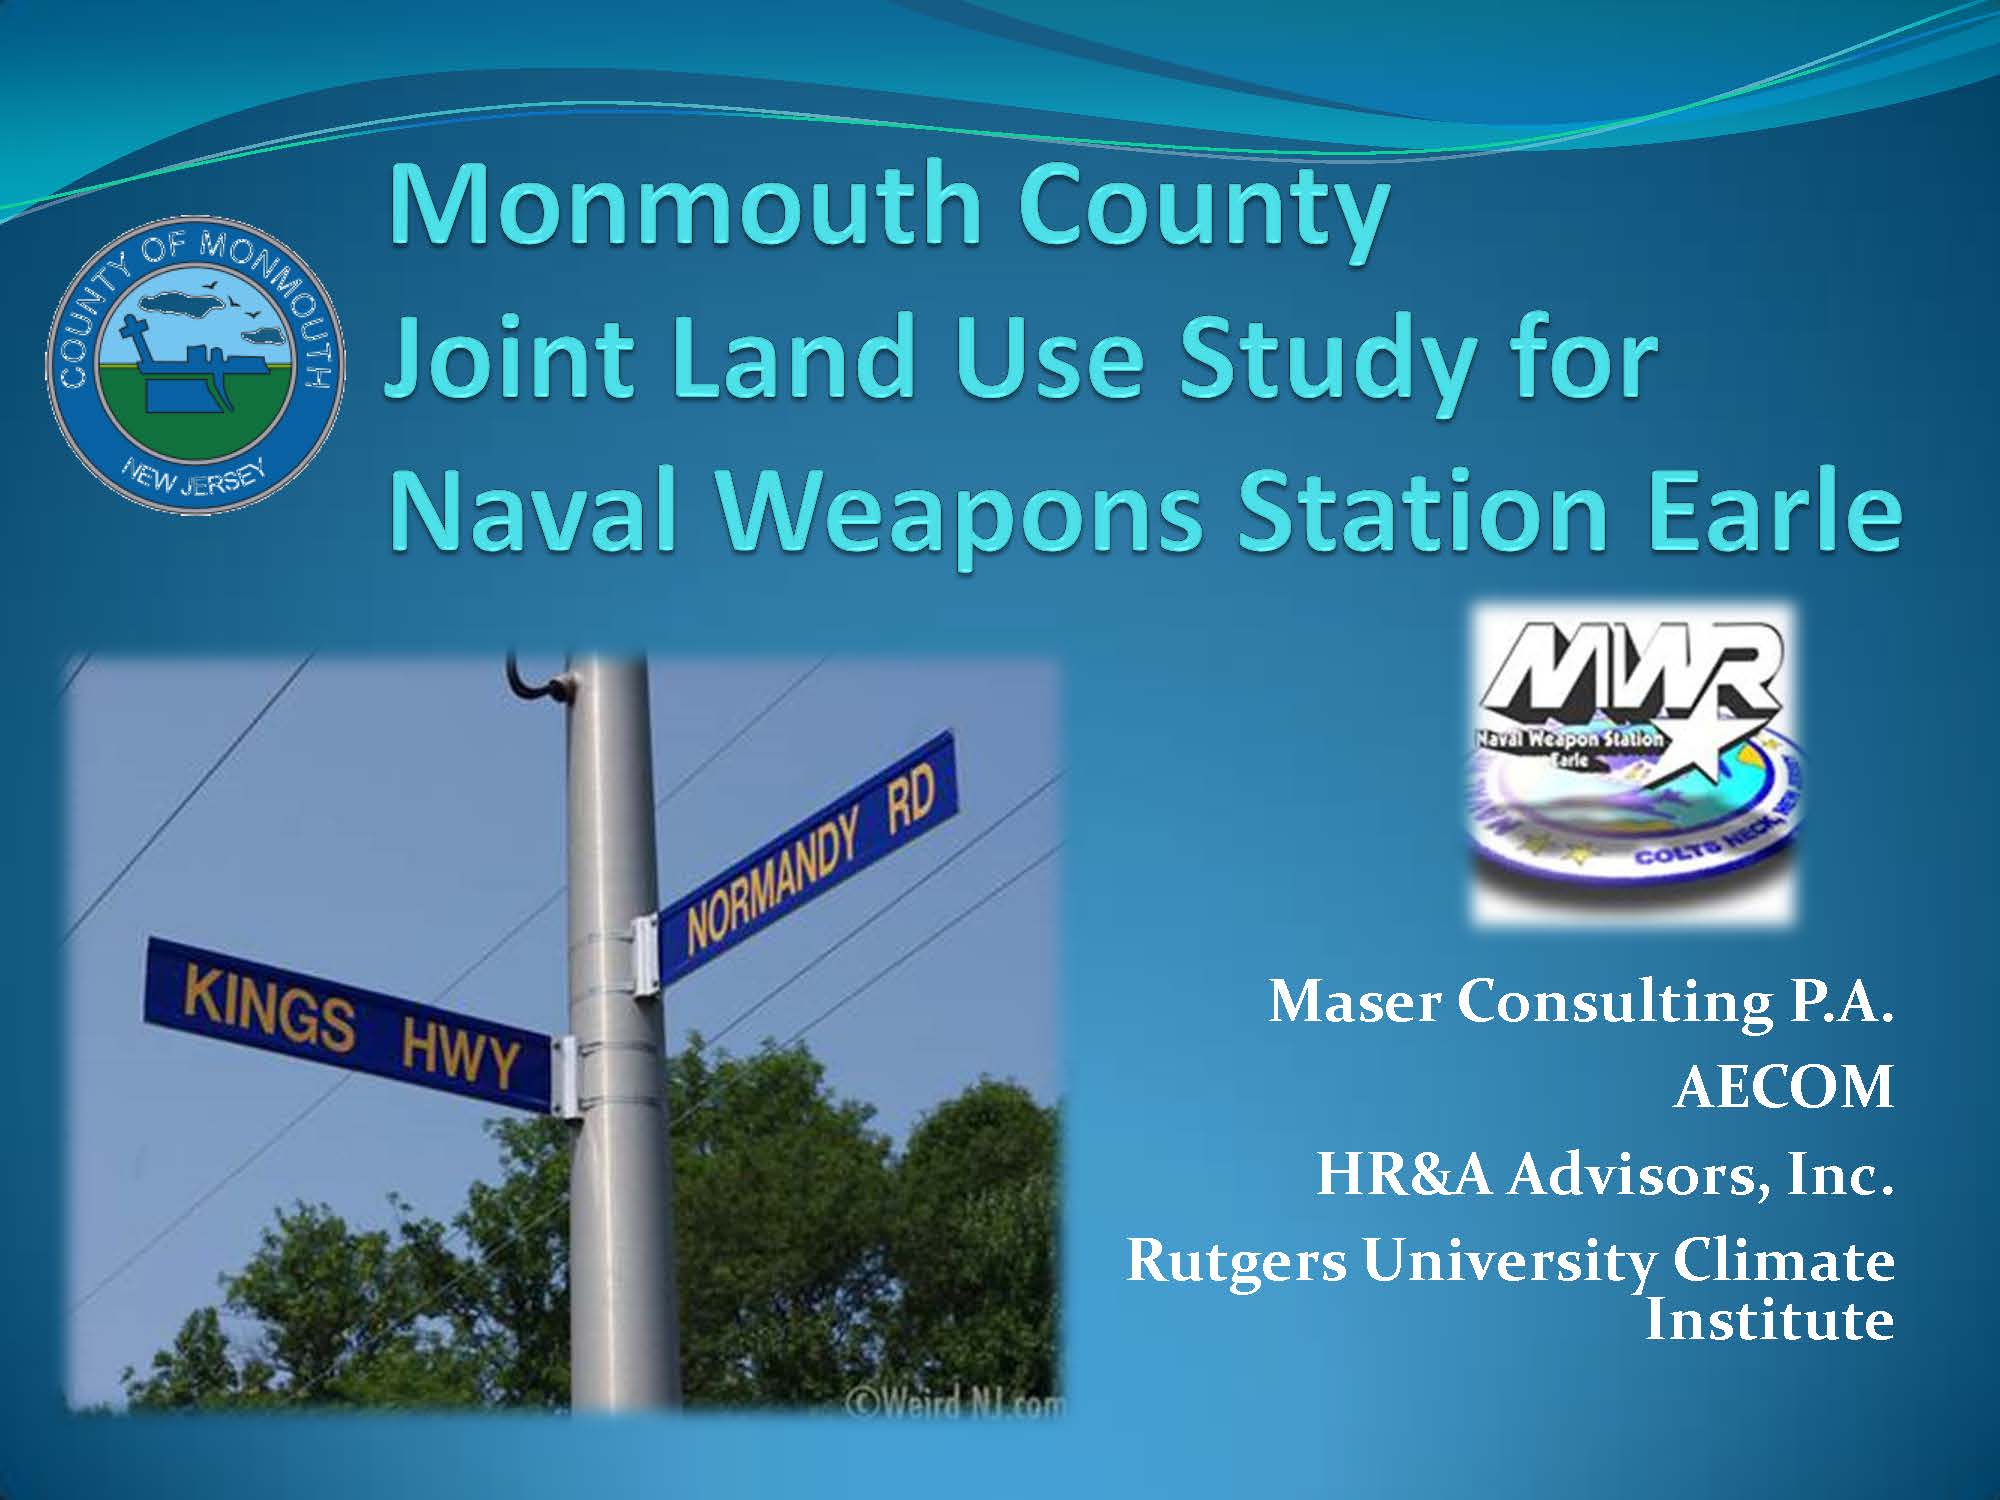 Monmouth County
Joint Land Use Study for
Naval Weapons Station Earle
COUNTY OF MONMOUTH
NEW JERSEY
NORMANDY RD
KINGS HWY
©Weird NJ.com
MWR
Naval Weapon Station
Earle
COLTS NECK, NEW JERSEY
Maser Consulting P.A.
AECOM
HR&A Advisors, Inc.
Rutgers University Climate
Institute